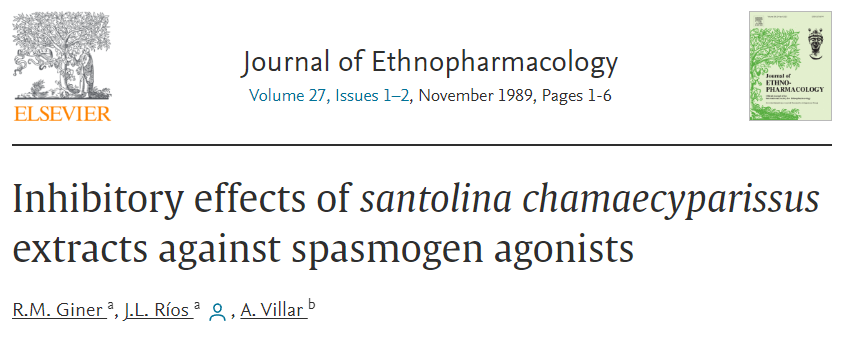 ELSEVIER
Journal of Ethnopharmacology
Volume 27, Issues 1–2, November 1989, Pages 1-6
Journal of
ETHNO-
PHARMACOLOGY
Inhibitory effects of santolina chamaecyparissus
extracts against spasmogen agonists
R.M. Giner a, J.L. Ríos a , A. Villar b